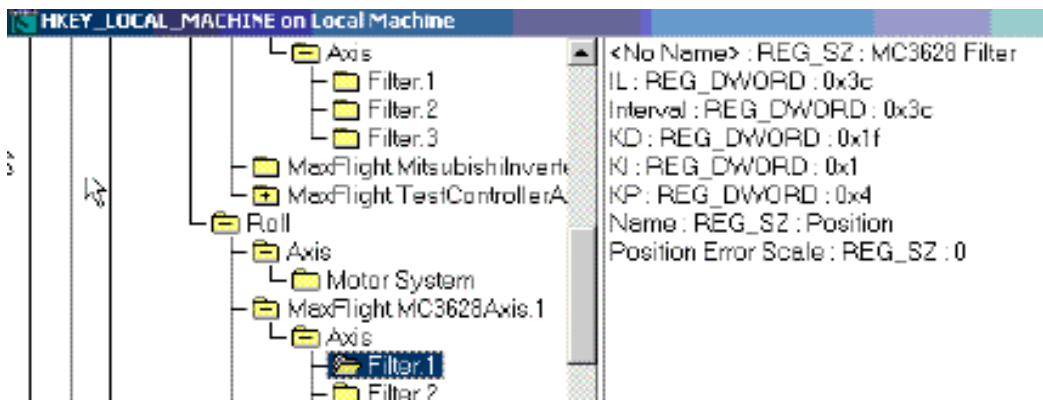 HKEY_LOCAL_MACHINE on Local Machine
Axis
Filter.1
Filter.2
Filter.3
MaxFlight MitsubishiInverte
MaxFlight TestControllerA
Roll
Axis
Motor System
MaxFlight MC3628Axis.1
Axis
Filter.1
Filter.2
<No Name> : REG_SZ : MC3628 Filter
IL : REG_DWORD : 0x3c
Interval : REG_DWORD : 0x3c
KD : REG_DWORD : 0x1f
KI : REG_DWORD : 0x1
KP : REG_DWORD : 0x4
Name : REG_SZ : Position
Position Error Scale : REG_SZ : 0